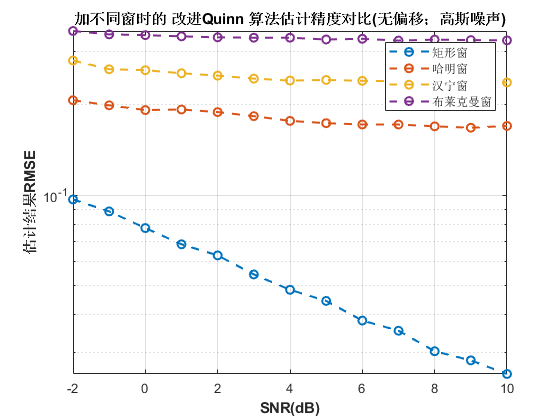 加不同窗时的 改进Quinn 算法估计精度对比(无偏移；高斯噪声)
矩形窗
哈明窗
汉宁窗
布莱克曼窗
估计结果RMSE
10-1
-2 0 2 4 6 8 10
SNR(dB)